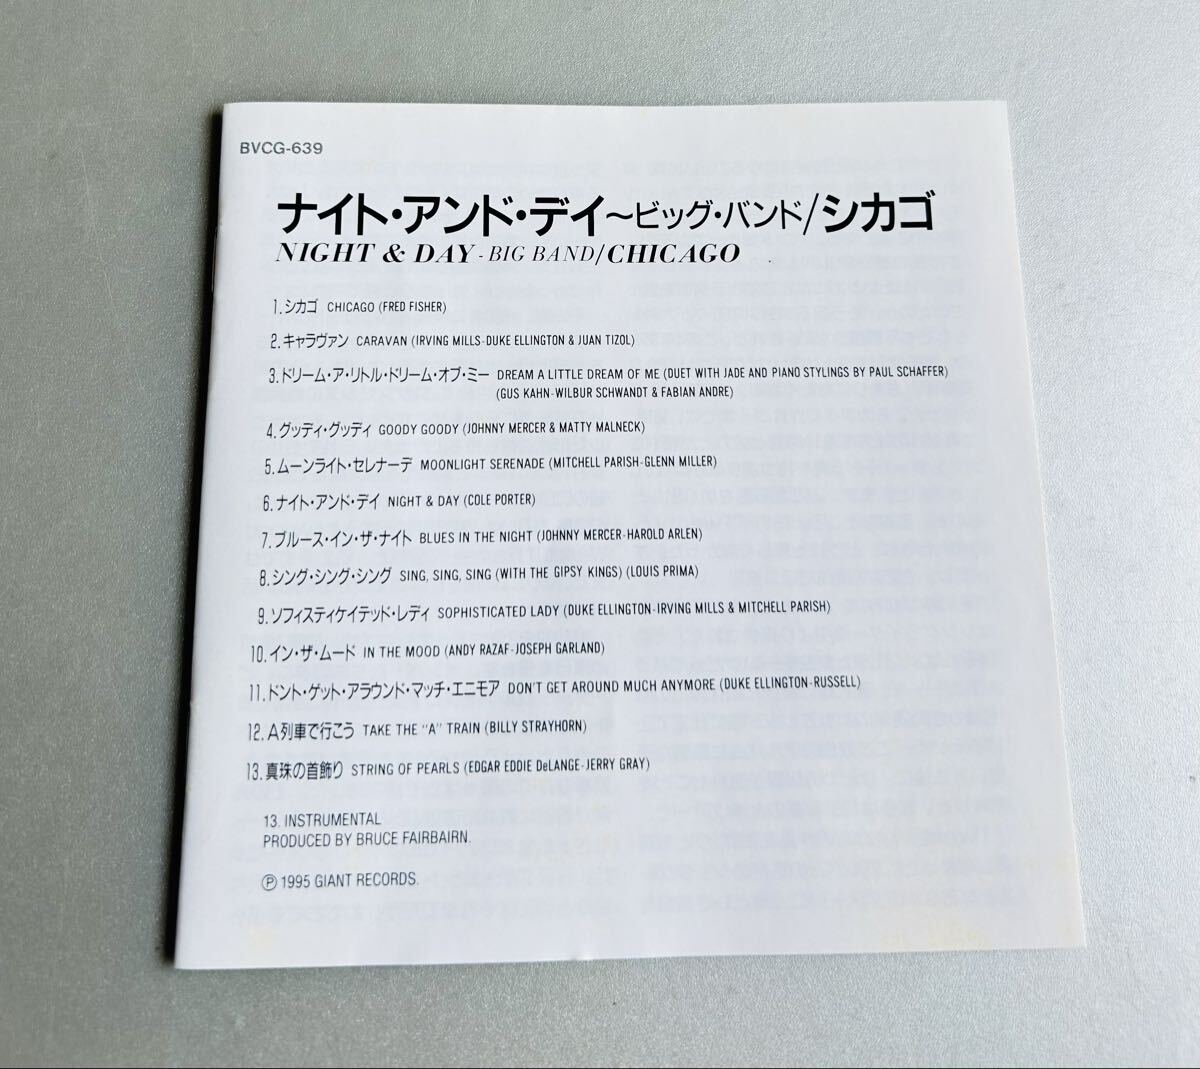 BVCG-639
ナイト・アンド・デイ～ビッグ・バンド/シカゴ
NIGHT & DAY - BIG BAND/CHICAGO
1.シカゴ CHICAGO (FRED FISHER)
2.キャラヴァン CARAVAN (IRVING MILLS-DUKE ELLINGTON & JUAN TIZOL)
3.ドリーム・ア・リトル・ドリーム・オブ・ミー DREAM A LITTLE DREAM OF ME (DUET WITH JADE AND PIANO STYLINGS BY PAUL SCHAFFER)
(GUS KAHN-WILBUR SCHWANDT & FABIAN ANDRE)
4.グッディ・グッディ GOODY GOODY (JOHNNY MERCER & MATTY MALNECK)
5.ムーンライト・セレナーデ MOONLIGHT SERENADE (MITCHELL PARISH-GLENN MILLER)
6.ナイト・アンド・デイ NIGHT & DAY (COLE PORTER)
7.ブルース・イン・ザ・ナイト BLUES IN THE NIGHT (JOHNNY MERCER-HAROLD ARLEN)
8.シング・シング・シング SING, SING, SING (WITH THE GIPSY KINGS) (LOUIS PRIMA)
9.ソフィスティケイテッド・レディ SOPHISTICATED LADY (DUKE ELLINGTON-IRVING MILLS & MITCHELL PARISH)
10.イン・ザ・ムード IN THE MOOD (ANDY RAZAF-JOSEPH GARLAND)
11.ドント・ゲット・アラウンド・マッチ・エニモア DON'T GET AROUND MUCH ANYMORE (DUKE ELLINGTON-RUSSELL)
12.A列車で行こう TAKE THE "A" TRAIN (BILLY STRAYHORN)
13.真珠の首飾り STRING OF PEARLS (EDGAR EDDIE DeLANGE-JERRY GRAY)
13. INSTRUMENTAL
PRODUCED BY BRUCE FAIRBAIRN.
Ⓟ 1995 GIANT RECORDS.